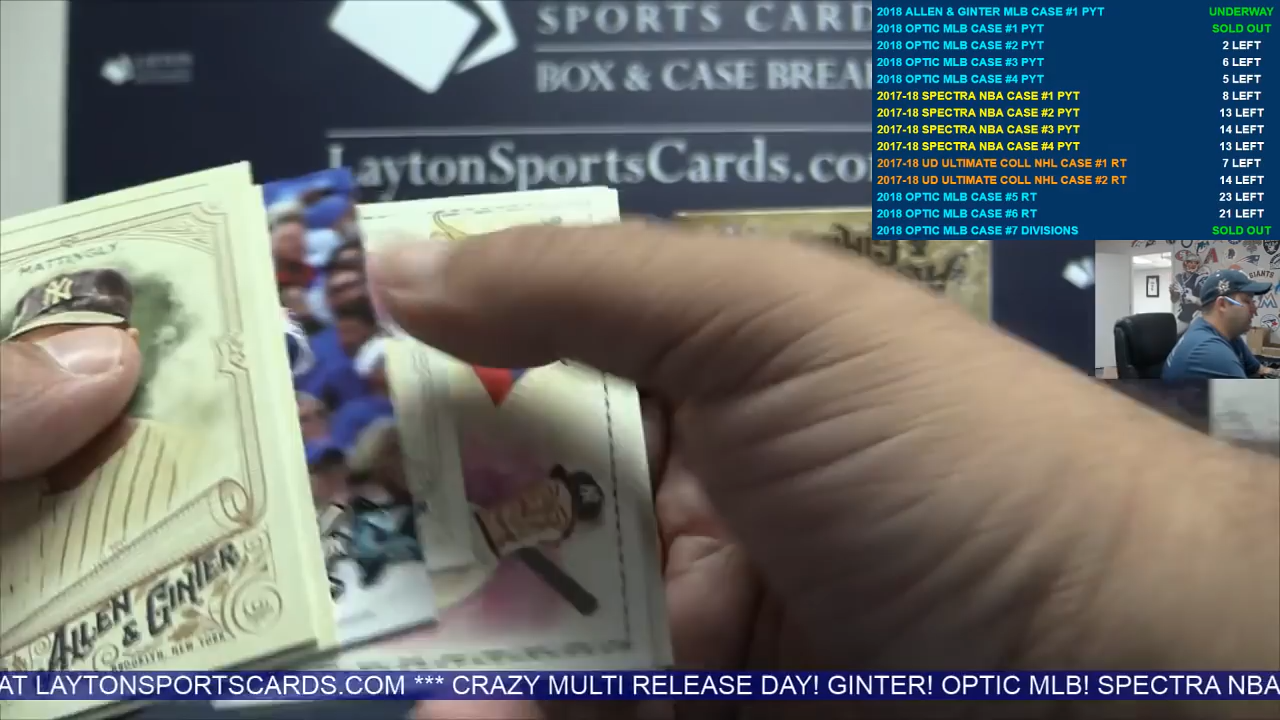 SPORTS CARD
BOX & CASE BREA
LaytonSportsCards.co
LAYTON
2018 ALLEN & GINTER MLB CASE #1 PYT UNDERWAY
2018 OPTIC MLB CASE #1 PYT SOLD OUT
2018 OPTIC MLB CASE #2 PYT 2 LEFT
2018 OPTIC MLB CASE #3 PYT 6 LEFT
2018 OPTIC MLB CASE #4 PYT 5 LEFT
2017-18 SPECTRA NBA CASE #1 PYT 8 LEFT
2017-18 SPECTRA NBA CASE #2 PYT 13 LEFT
2017-18 SPECTRA NBA CASE #3 PYT 14 LEFT
2017-18 SPECTRA NBA CASE #4 PYT 13 LEFT
2017-18 UD ULTIMATE COLL NHL CASE #1 RT 7 LEFT
2017-18 UD ULTIMATE COLL NHL CASE #2 RT 14 LEFT
2018 OPTIC MLB CASE #5 RT 23 LEFT
2018 OPTIC MLB CASE #6 RT 21 LEFT
2018 OPTIC MLB CASE #7 DIVISIONS SOLD OUT
MATTINGLY
NY
ALLEN
& GINTER
BROOKLYN, NEW YORK
GIANTS
AT LAYTONSPORTSCARDS.COM *** CRAZY MULTI RELEASE DAY! GINTER! OPTIC MLB! SPECTRA NBA